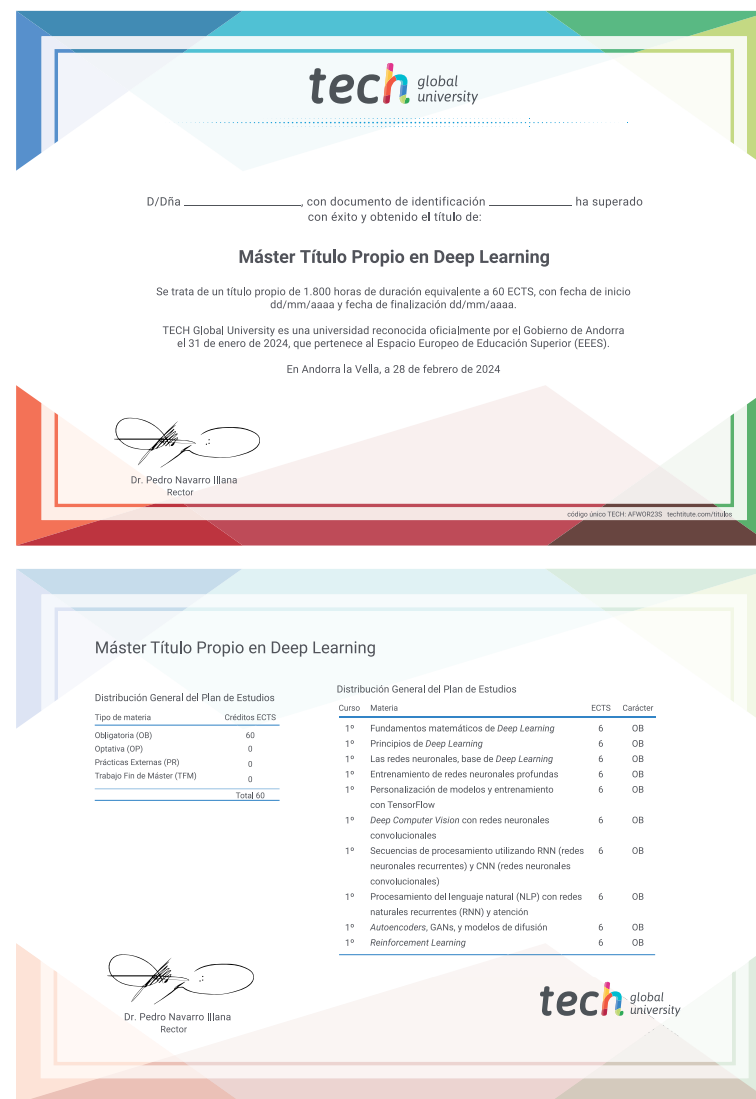 tech global university
D/Dña ____________________, con documento de identificación ______________ ha superado
con éxito y obtenido el título de:
Máster Título Propio en Deep Learning
Se trata de un título propio de 1.800 horas de duración equivalente a 60 ECTS, con fecha de inicio
dd/mm/aaaa y fecha de finalización dd/mm/aaaa.
TECH Global University es una universidad reconocida oficialmente por el Gobierno de Andorra
el 31 de enero de 2024, que pertenece al Espacio Europeo de Educación Superior (EEES).
En Andorra la Vella, a 28 de febrero de 2024
Dr. Pedro Navarro Illana
Rector
código único TECH: AFWOR23S techtitute.com/titulos
Máster Título Propio en Deep Learning
Distribución General del Plan de Estudios
Tipo de materia Créditos ECTS
Obligatoria (OB) 60
Optativa (OP) 0
Prácticas Externas (PR) 0
Trabajo Fin de Máster (TFM) 0
Total 60
Distribución General del Plan de Estudios
Curso Materia ECTS Carácter
1º Fundamentos matemáticos de Deep Learning 6 OB
1º Principios de Deep Learning 6 OB
1º Las redes neuronales, base de Deep Learning 6 OB
1º Entrenamiento de redes neuronales profundas 6 OB
1º Personalización de modelos y entrenamiento 6 OB
con TensorFlow
1º Deep Computer Vision con redes neuronales 6 OB
convolucionales
1º Secuencias de procesamiento utilizando RNN (redes 6 OB
neuronales recurrentes) y CNN (redes neuronales
convolucionales)
1º Procesamiento del lenguaje natural (NLP) con redes 6 OB
naturales recurrentes (RNN) y atención
1º Autoencoders, GANs, y modelos de difusión 6 OB
1º Reinforcement Learning 6 OB
Dr. Pedro Navarro Illana
Rector
tech global university